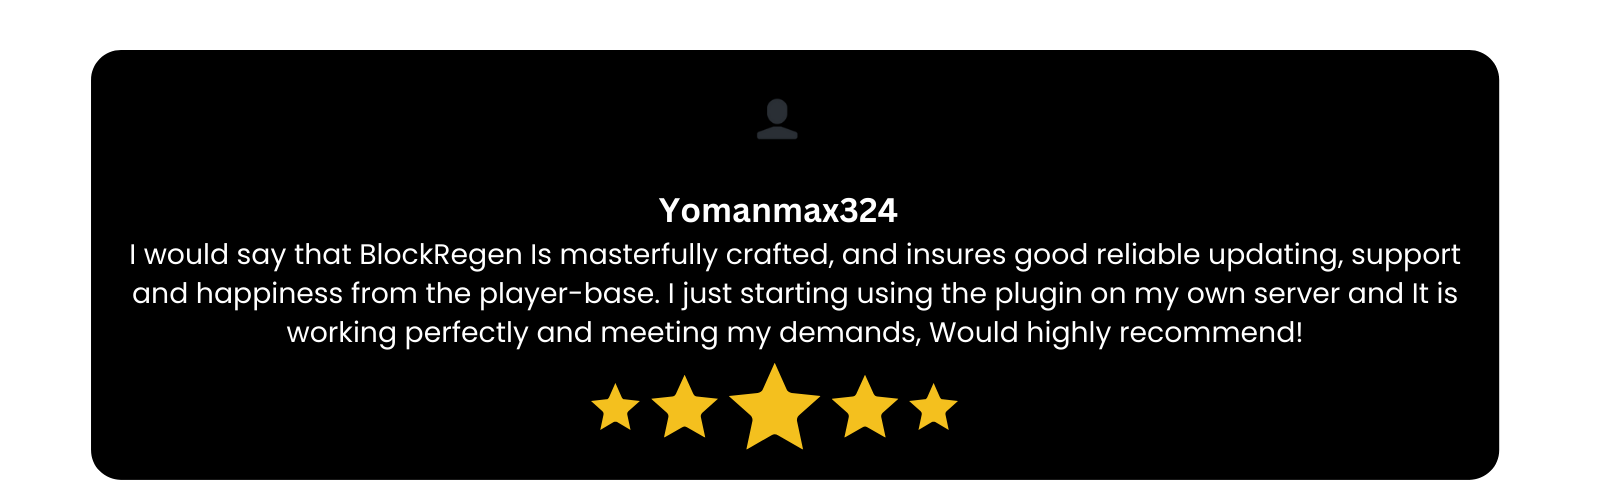 Yomanmax324
I would say that BlockRegen Is masterfully crafted, and insures good reliable updating, support
and happiness from the player-base. I just starting using the plugin on my own server and It is
working perfectly and meeting my demands, Would highly recommend!